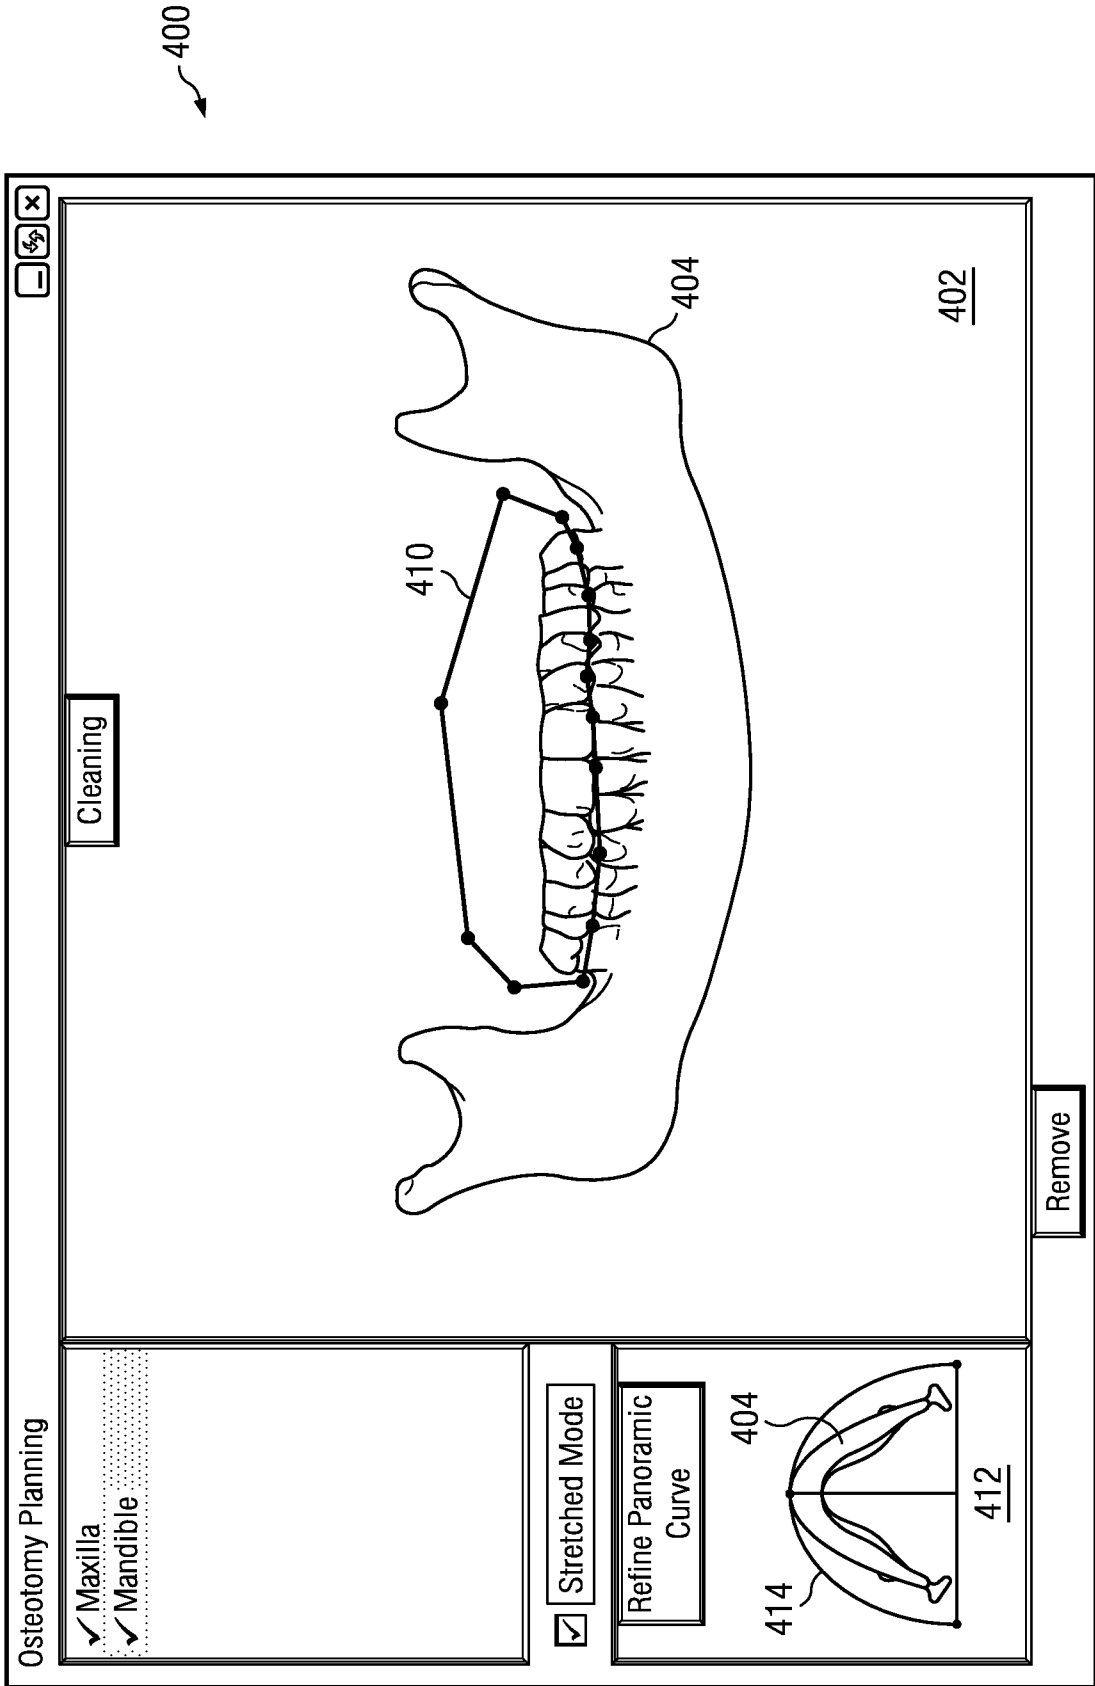 400
Osteotomy Planning
✓ Maxilla
✓ Mandible
Cleaning
410
404
402
Stretched Mode
Refine Panoramic
Curve
414
404
412
Remove